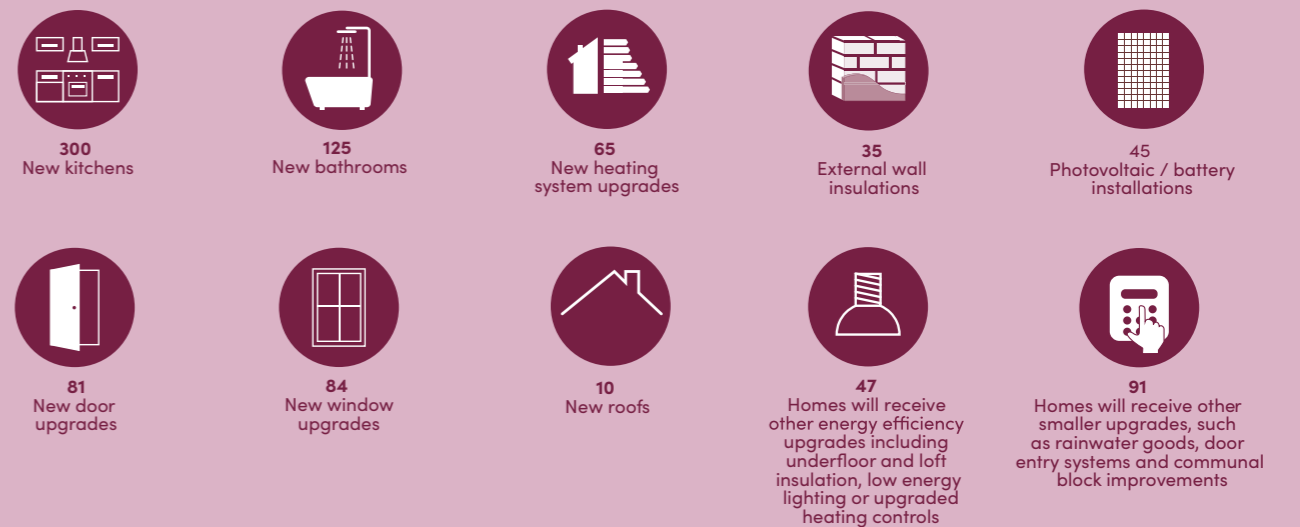 300
New kitchens
125
New bathrooms
65
New heating
system upgrades
35
External wall
insulations
45
Photovoltaic / battery
installations
81
New door
upgrades
84
New window
upgrades
10
New roofs
47
Homes will receive
other energy efficiency
upgrades including
underfloor and loft
insulation, low energy
lighting or upgraded
heating controls
91
Homes will receive other
smaller upgrades, such
as rainwater goods, door
entry systems and communal
block improvements